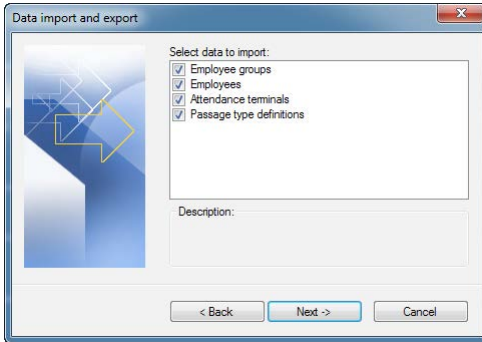 Data import and export
Select data to import:
Employee groups
Employees
Attendance terminals
Passage type definitions
Description:
< Back
Next ->
Cancel